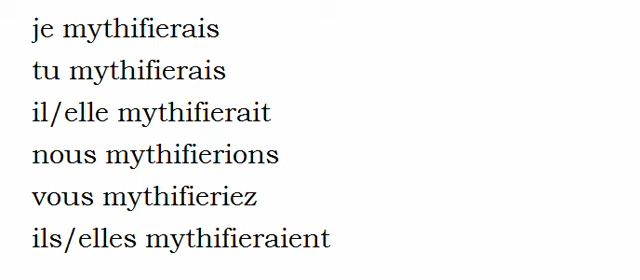 je mythifierais
tu mythifierais
il/elle mythifierait
nous mythifierions
vous mythifieriez
ils/elles mythifieraient